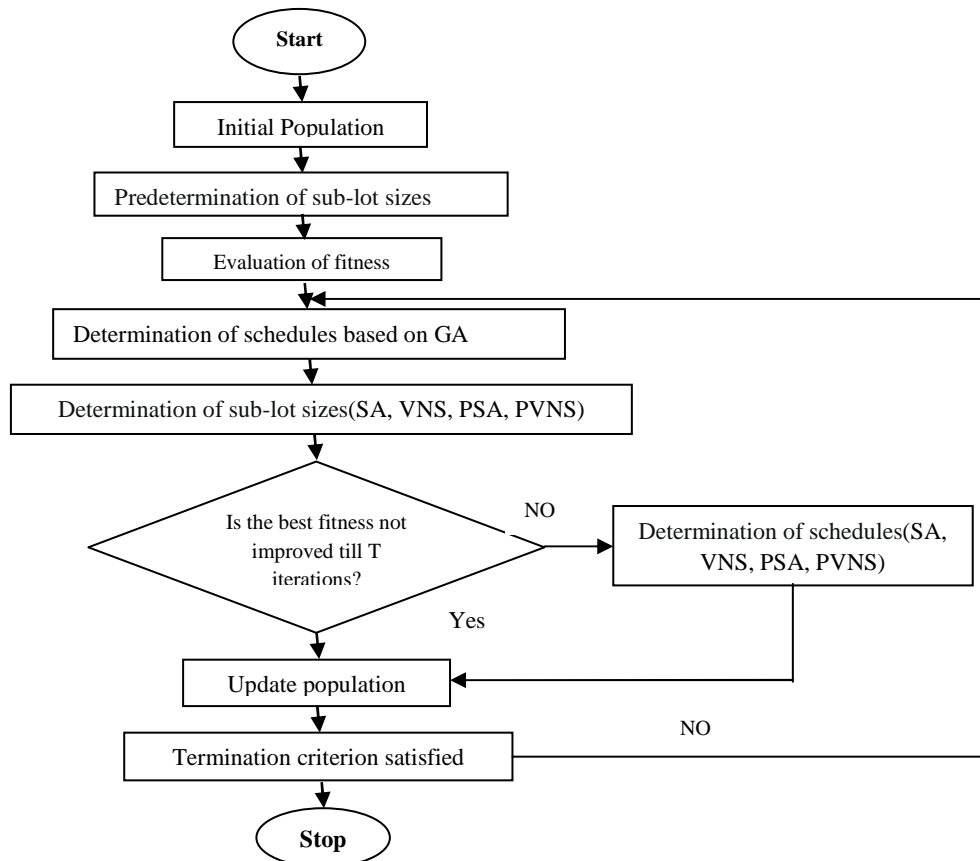 Start
Initial Population
Predetermination of sub-lot sizes
Evaluation of fitness
Determination of schedules based on GA
Determination of sub-lot sizes(SA, VNS, PSA, PVNS)
Is the best fitness not
improved till T
iterations?
NO
Determination of schedules(SA,
VNS, PSA, PVNS)
Yes
Update population
Termination criterion satisfied
NO
Stop